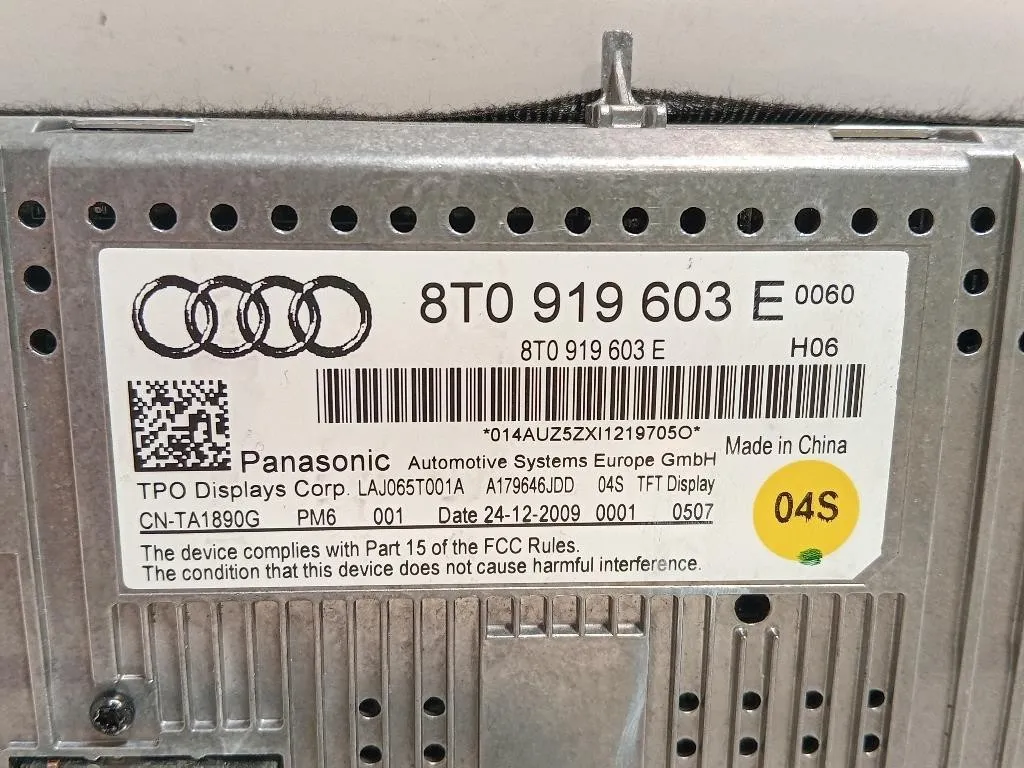 8T0 919 603 E 0060
8T0 919 603 E H06
*014AUZ5ZXI1219705O*
Made in China
Panasonic Automotive Systems Europe GmbH
TPO Displays Corp. LAJ065T001A A179646JDD 04S TFT Display
CN-TA1890G PM6 001 Date 24-12-2009 0001 0507
04S
The device complies with Part 15 of the FCC Rules.
The condition that this device does not cause harmful interference.